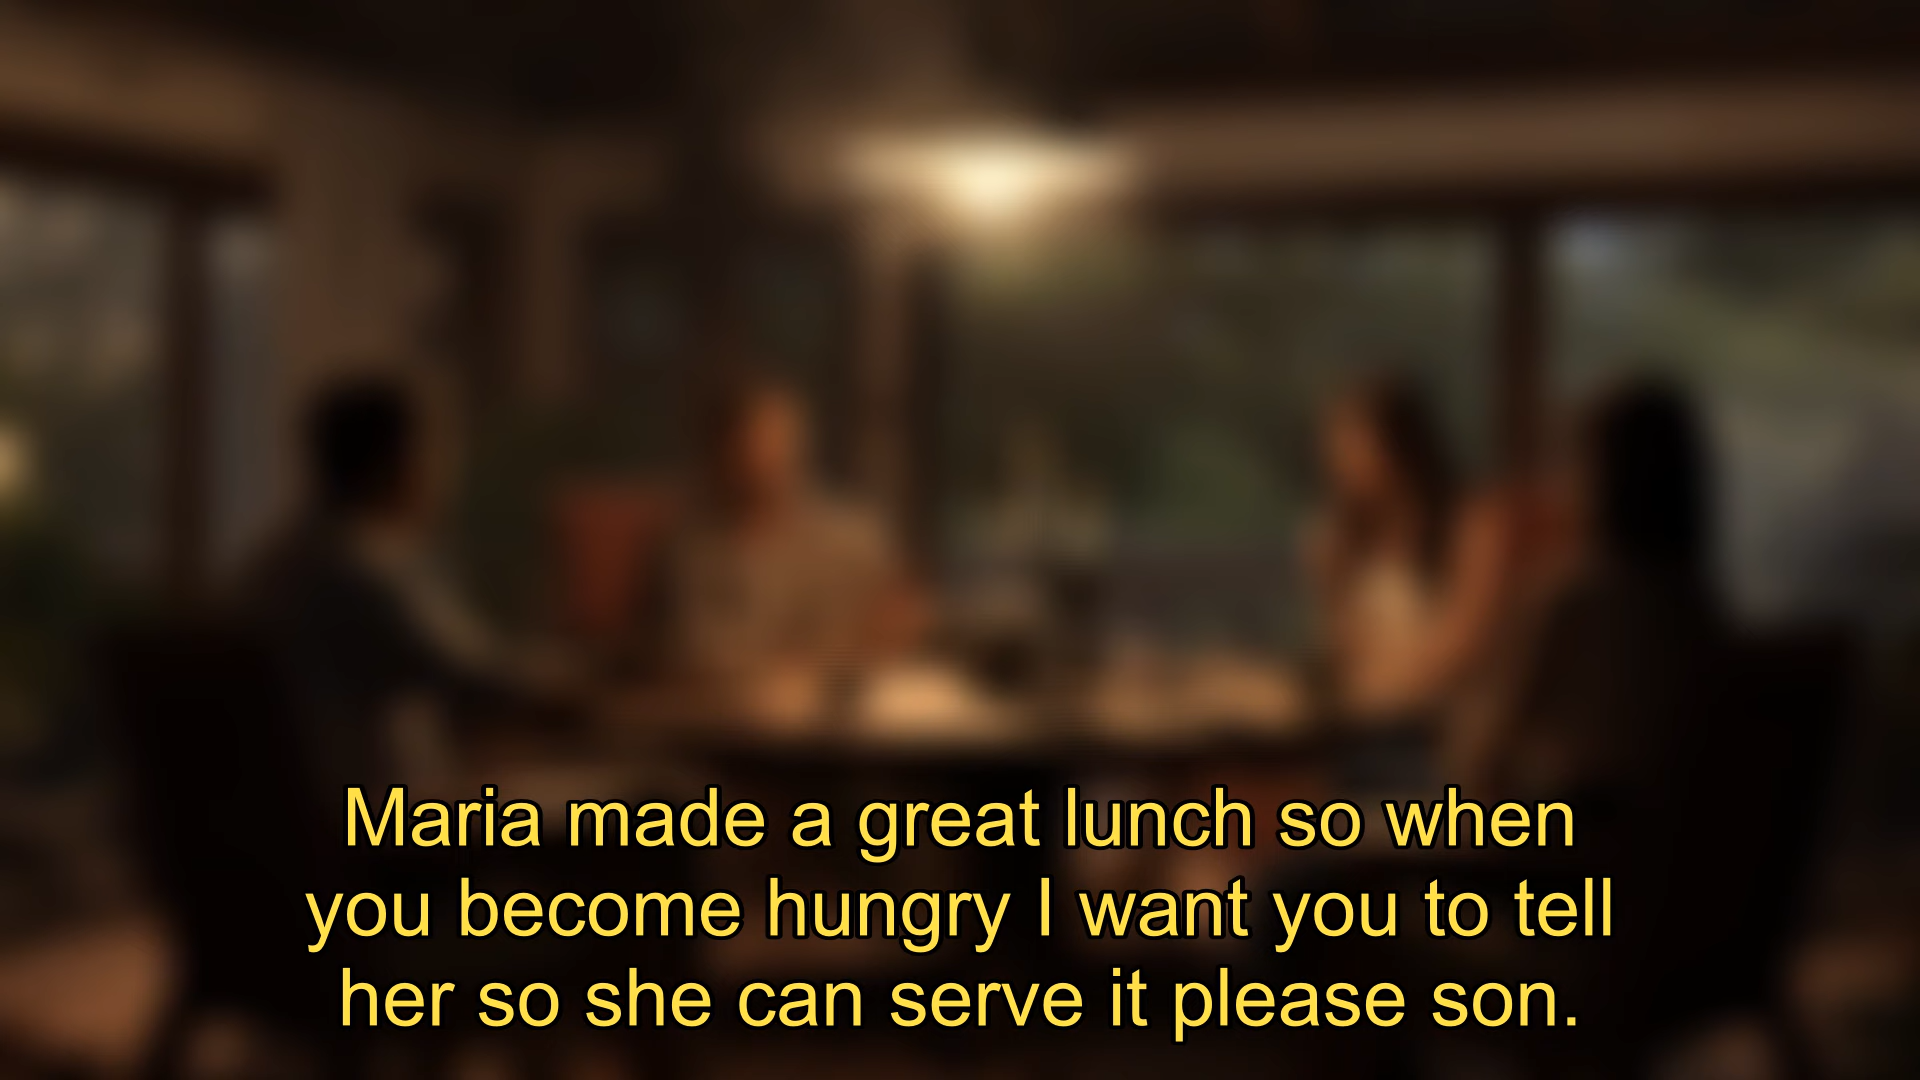 Maria made a great lunch so when
you become hungry I want you to tell
her so she can serve it please son.